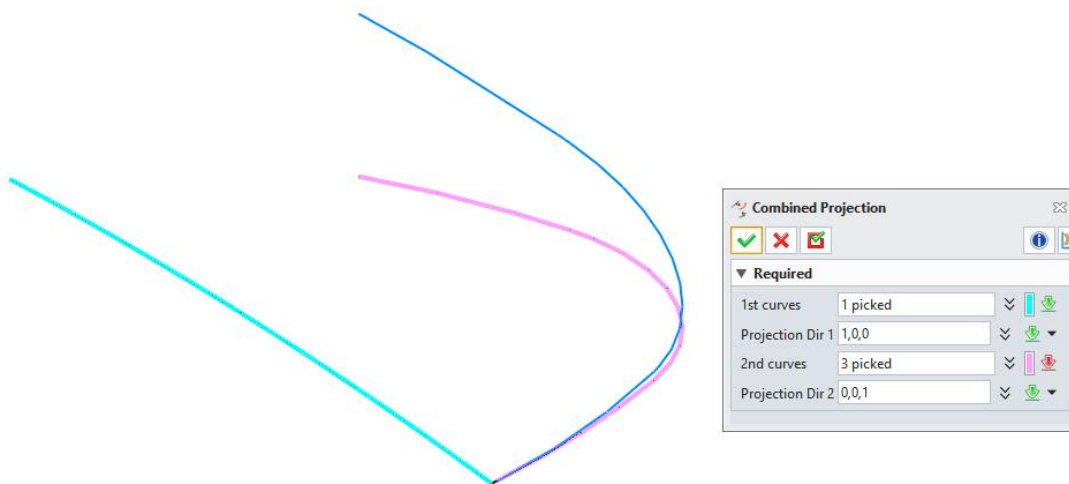 Combined Projection
Required
1st curves 1 picked
Projection Dir 1 1,0,0
2nd curves 3 picked
Projection Dir 2 0,0,1